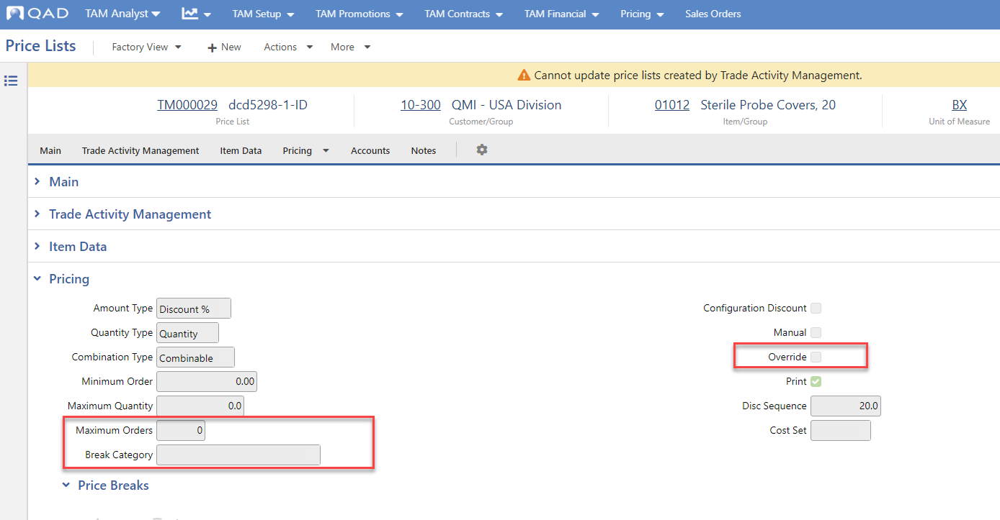 QAD TAM Analyst TAM Setup TAM Promotions TAM Contracts TAM Financial Pricing Sales Orders
Price Lists Factory View New Actions More
Cannot update price lists created by Trade Activity Management.
TM000029 dcd5298-1-ID 10-300 QMI - USA Division 01012 Sterile Probe Covers, 20 BX
Price List Customer/Group Item/Group Unit of Measure
Main Trade Activity Management Item Data Pricing Accounts Notes
Main
Trade Activity Management
Item Data
Pricing
Amount Type Discount % Configuration Discount
Quantity Type Quantity Manual
Combination Type Combinable Override
Minimum Order 0.00 Print
Maximum Quantity 0.0 Disc Sequence 20.0
Maximum Orders 0 Cost Set
Break Category
Price Breaks